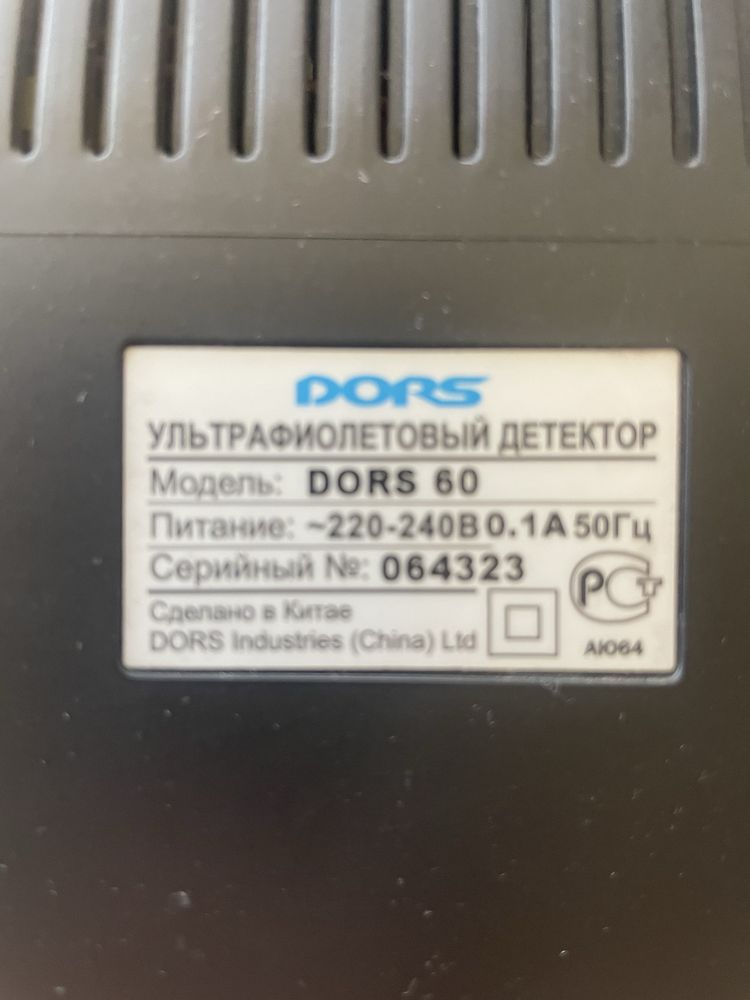 DORS
УЛЬТРАФИОЛЕТОВЫЙ ДЕТЕКТОР
Модель: DORS 60
Питание: ~220-240В 0.1А 50Гц
Серийный №: 064323
Сделано в Китае
DORS Industries (China) Ltd
РСТ
АЮ64